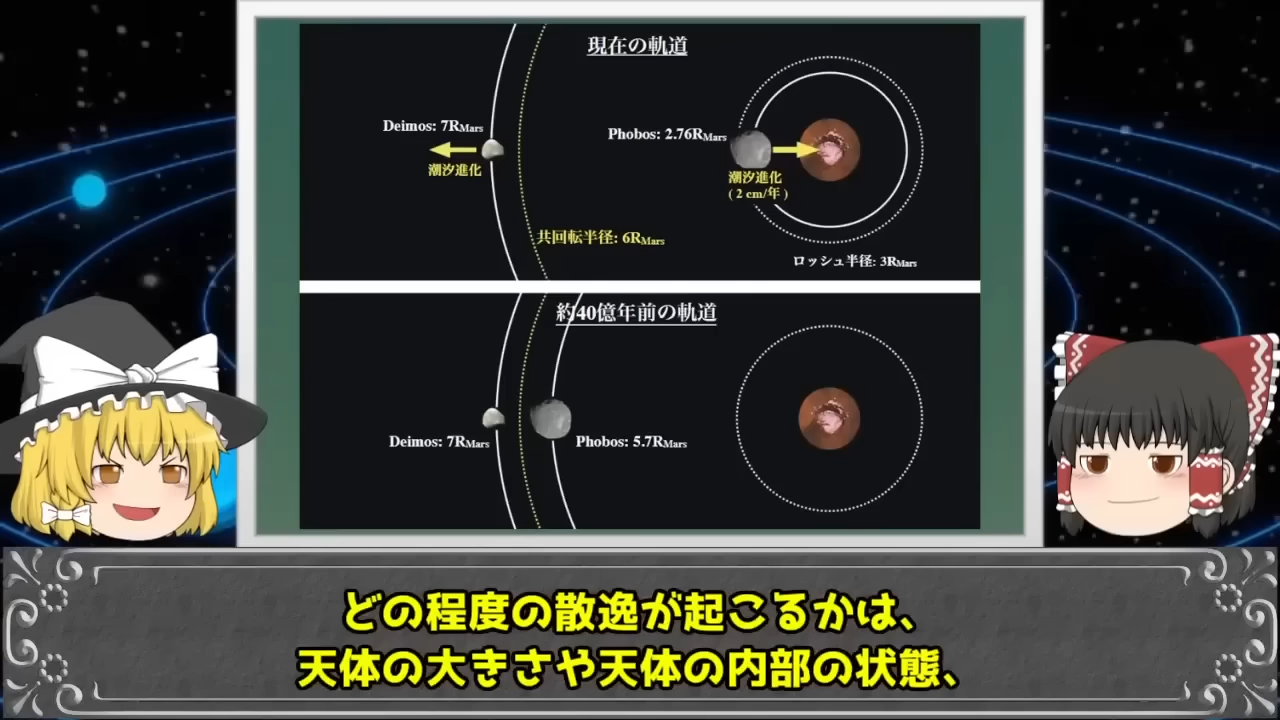 現在の軌道
Deimos: 7RMars
潮汐進化
Phobos: 2.76RMars
潮汐進化
( 2 cm/年 )
共回転半径: 6RMars
ロッシュ半径: 3RMars
約40億年前の軌道
Deimos: 7RMars
Phobos: 5.7RMars
どの程度の散逸が起こるかは、
天体の大きさや天体の内部の状態、